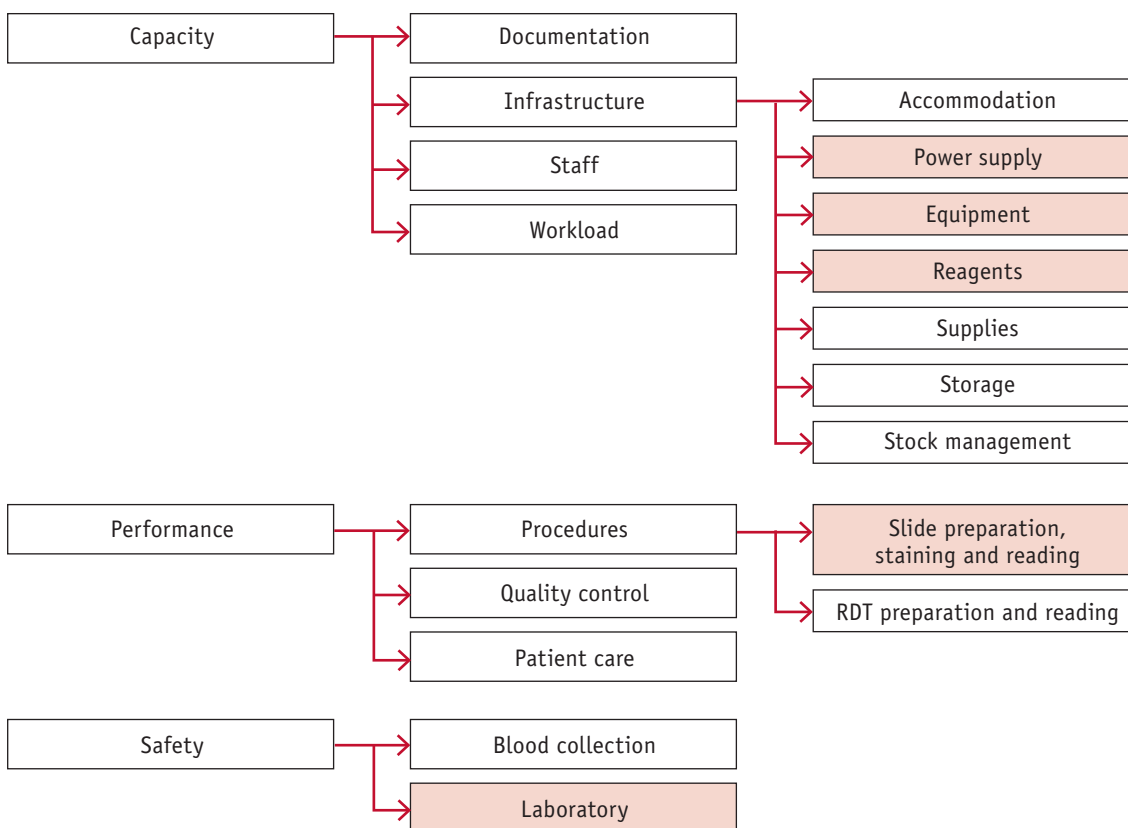 Capacity
Documentation
Infrastructure
Accommodation
Staff
Power supply
Workload
Equipment
Reagents
Supplies
Storage
Stock management
Performance
Procedures
Slide preparation,
staining and reading
Quality control
RDT preparation and reading
Patient care
Safety
Blood collection
Laboratory